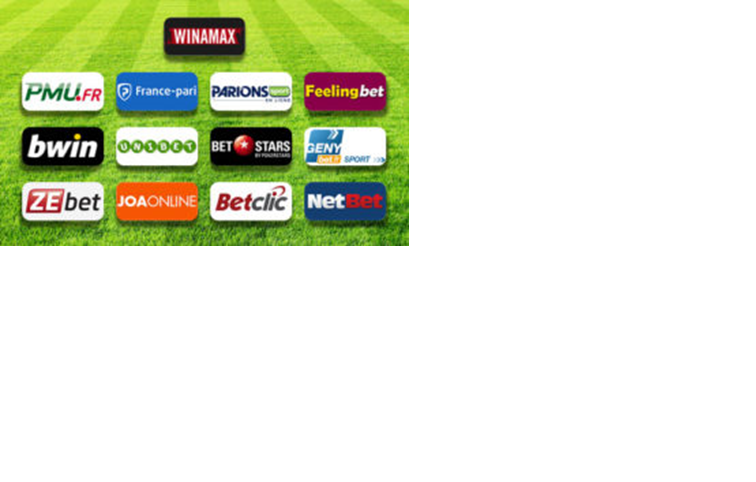 WINAMAX
PMU.FR
France-pari
PARIONS sport
EN LIGNE
Feelingbet
bwin
UNIBET
BET STARS
BY POKERSTARS
GENY
bet SPORT
ZEbet
JOAONLINE
Betclic
NetBet